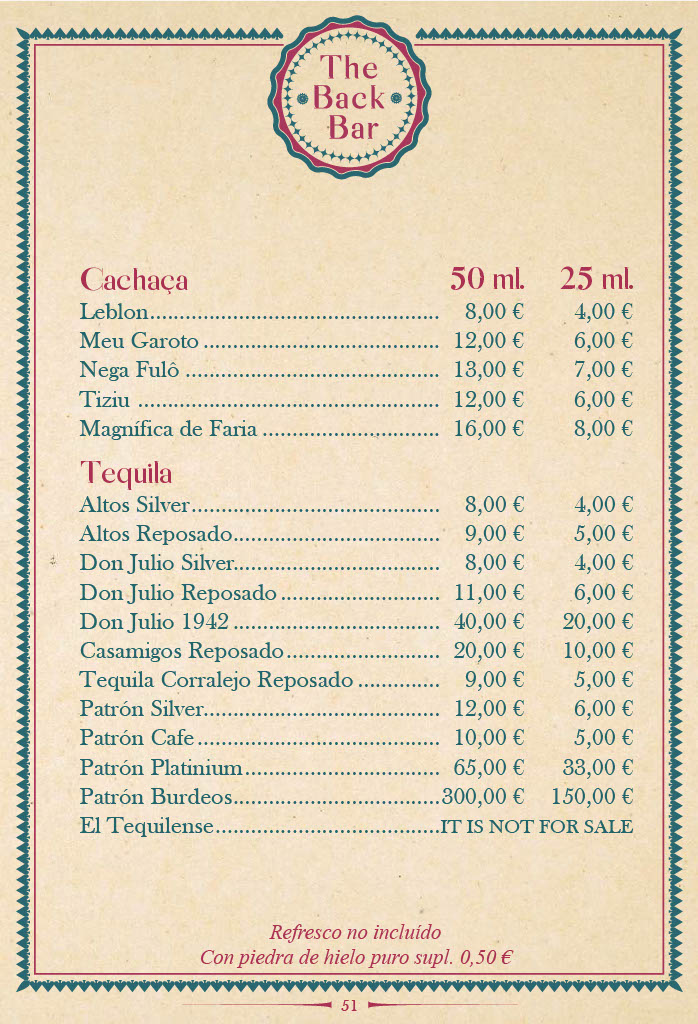 The
Back
Bar
Cachaça 50 ml. 25 ml.
Leblon........................................... 8,00 € 4,00 €
Meu Garoto .................................. 12,00 € 6,00 €
Nega Fulô ..................................... 13,00 € 7,00 €
Tiziu ............................................. 12,00 € 6,00 €
Magnífica de Faria ......................... 16,00 € 8,00 €
Tequila
Altos Silver.................................... 8,00 € 4,00 €
Altos Reposado............................. 9,00 € 5,00 €
Don Julio Silver............................. 8,00 € 4,00 €
Don Julio Reposado ...................... 11,00 € 6,00 €
Don Julio 1942 .............................. 40,00 € 20,00 €
Casamigos Reposado..................... 20,00 € 10,00 €
Tequila Corralejo Reposado ............ 9,00 € 5,00 €
Patrón Silver.................................. 12,00 € 6,00 €
Patrón Cafe ................................... 10,00 € 5,00 €
Patrón Platinium............................ 65,00 € 33,00 €
Patrón Burdeos..............................300,00 € 150,00 €
El Tequilense.................................IT IS NOT FOR SALE
Refresco no incluído
Con piedra de hielo puro supl. 0,50 €
51